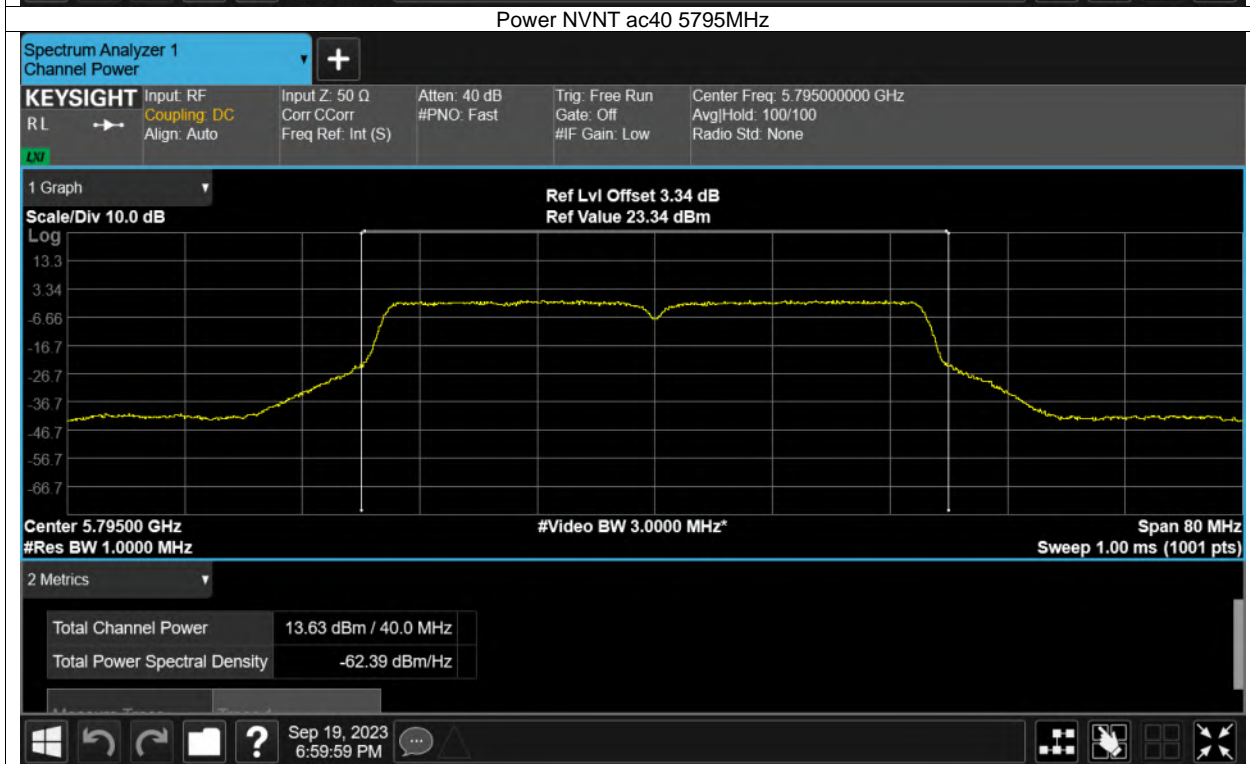 Power NVNT ac40 5795MHz
Spectrum Analyzer 1
Channel Power
KEYSIGHT Input: RF Input Z: 50 Ω Atten: 40 dB Trig: Free Run Center Freq: 5.795000000 GHz
RL Coupling: DC Corr CCorr #PNO: Fast Gate: Off Avg|Hold: 100/100
Align: Auto Freq Ref: Int (S) #IF Gain: Low Radio Std: None
LXI
1 Graph Ref Lvl Offset 3.34 dB
Scale/Div 10.0 dB Ref Value 23.34 dBm
Log
13.3
3.34
-6.66
-16.7
-26.7
-36.7
-46.7
-56.7
-66.7
Center 5.79500 GHz #Video BW 3.0000 MHz* Span 80 MHz
#Res BW 1.0000 MHz Sweep 1.00 ms (1001 pts)
2 Metrics
Total Channel Power 13.63 dBm / 40.0 MHz
Total Power Spectral Density -62.39 dBm/Hz
? Sep 19, 2023
6:59:59 PM